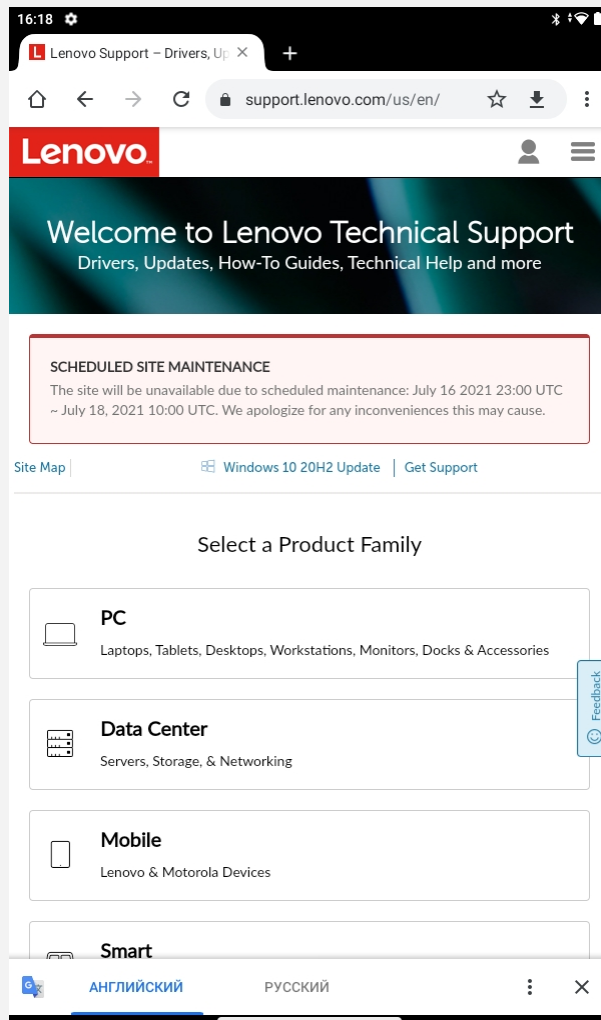 16:18
Lenovo Support – Drivers, Up
support.lenovo.com/us/en/
Lenovo
Welcome to Lenovo Technical Support
Drivers, Updates, How-To Guides, Technical Help and more
SCHEDULED SITE MAINTENANCE
The site will be unavailable due to scheduled maintenance: July 16 2021 23:00 UTC
~ July 18, 2021 10:00 UTC. We apologize for any inconveniences this may cause.
Site Map
Windows 10 20H2 Update
Get Support
Select a Product Family
PC
Laptops, Tablets, Desktops, Workstations, Monitors, Docks & Accessories
Feedback
Data Center
Servers, Storage, & Networking
Mobile
Lenovo & Motorola Devices
Smart
АНГЛИЙСКИЙ
РУССКИЙ